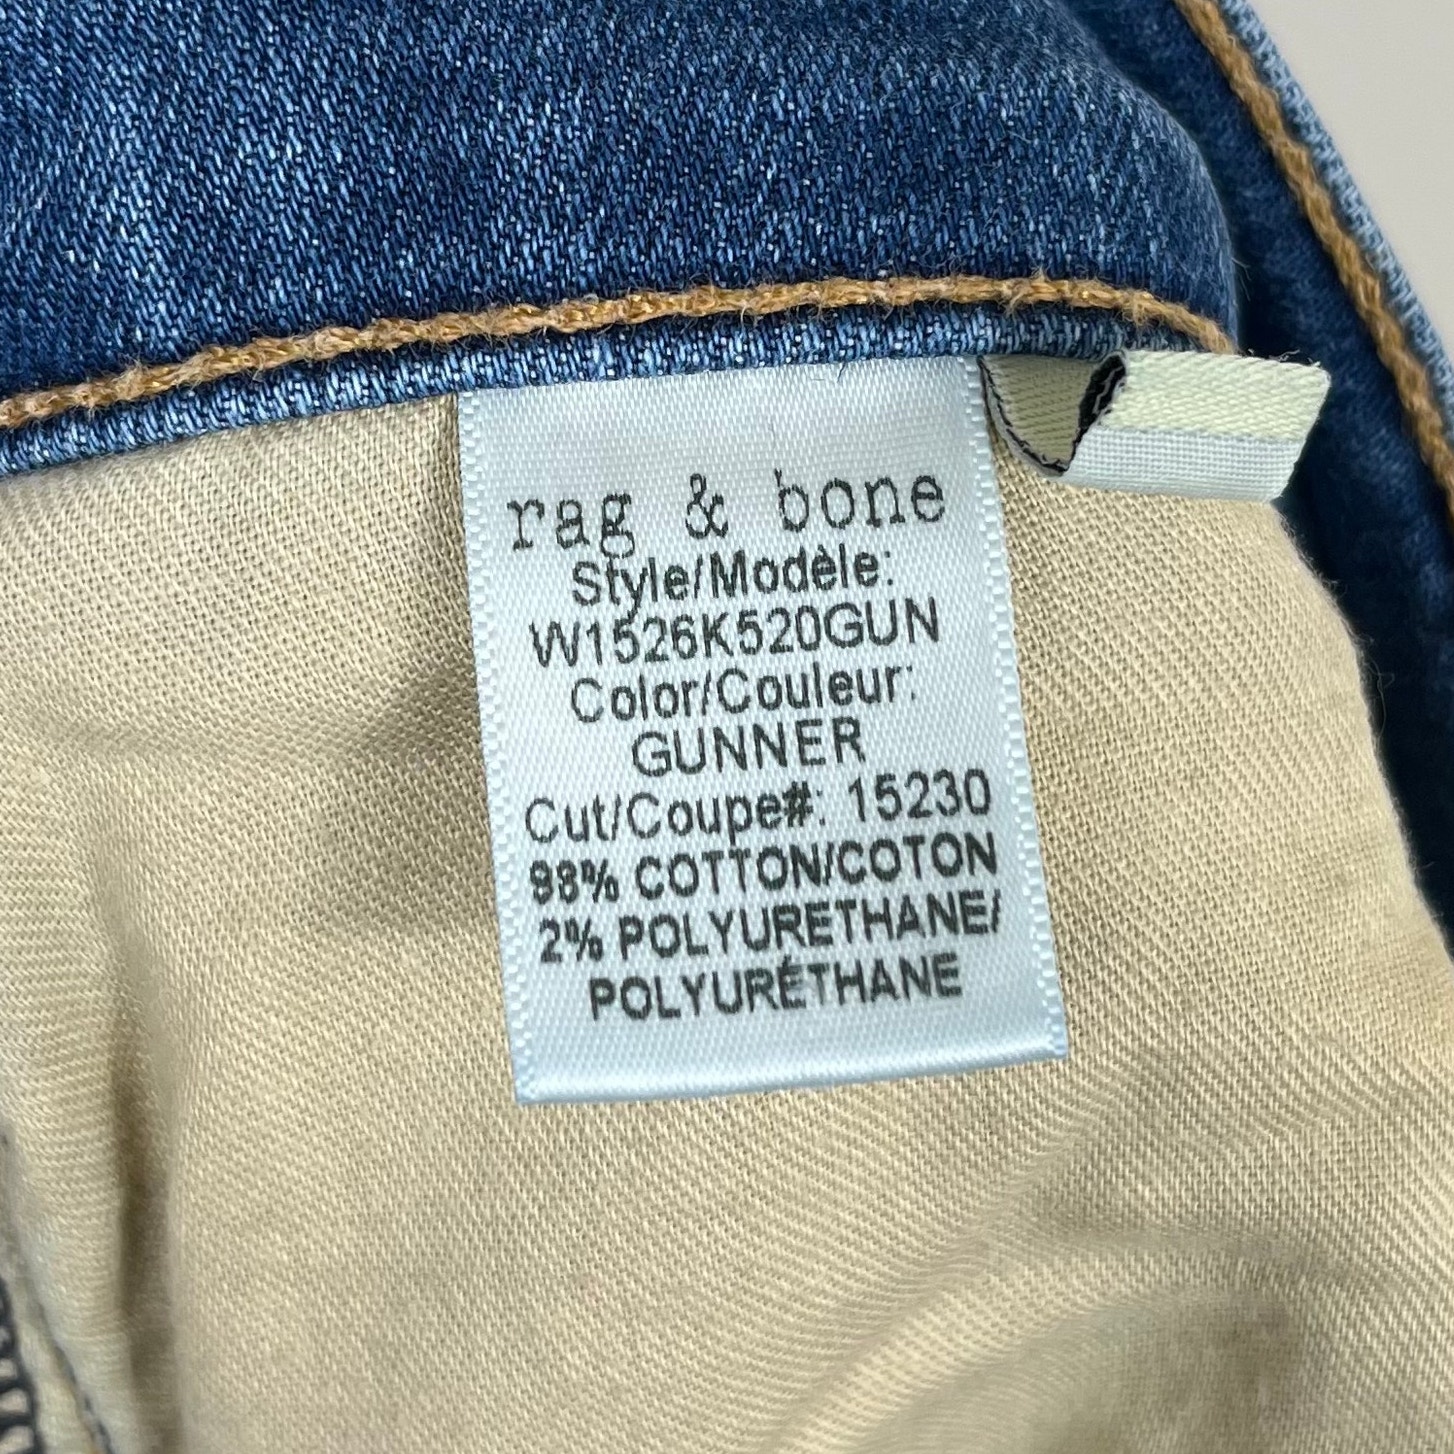 rag & bone
Style/Modèle:
W1526K520GUN
Color/Couleur:
GUNNER
Cut/Coupe#: 15230
98% COTTON/COTON
2% POLYURETHANE/
POLYURÉTHANE